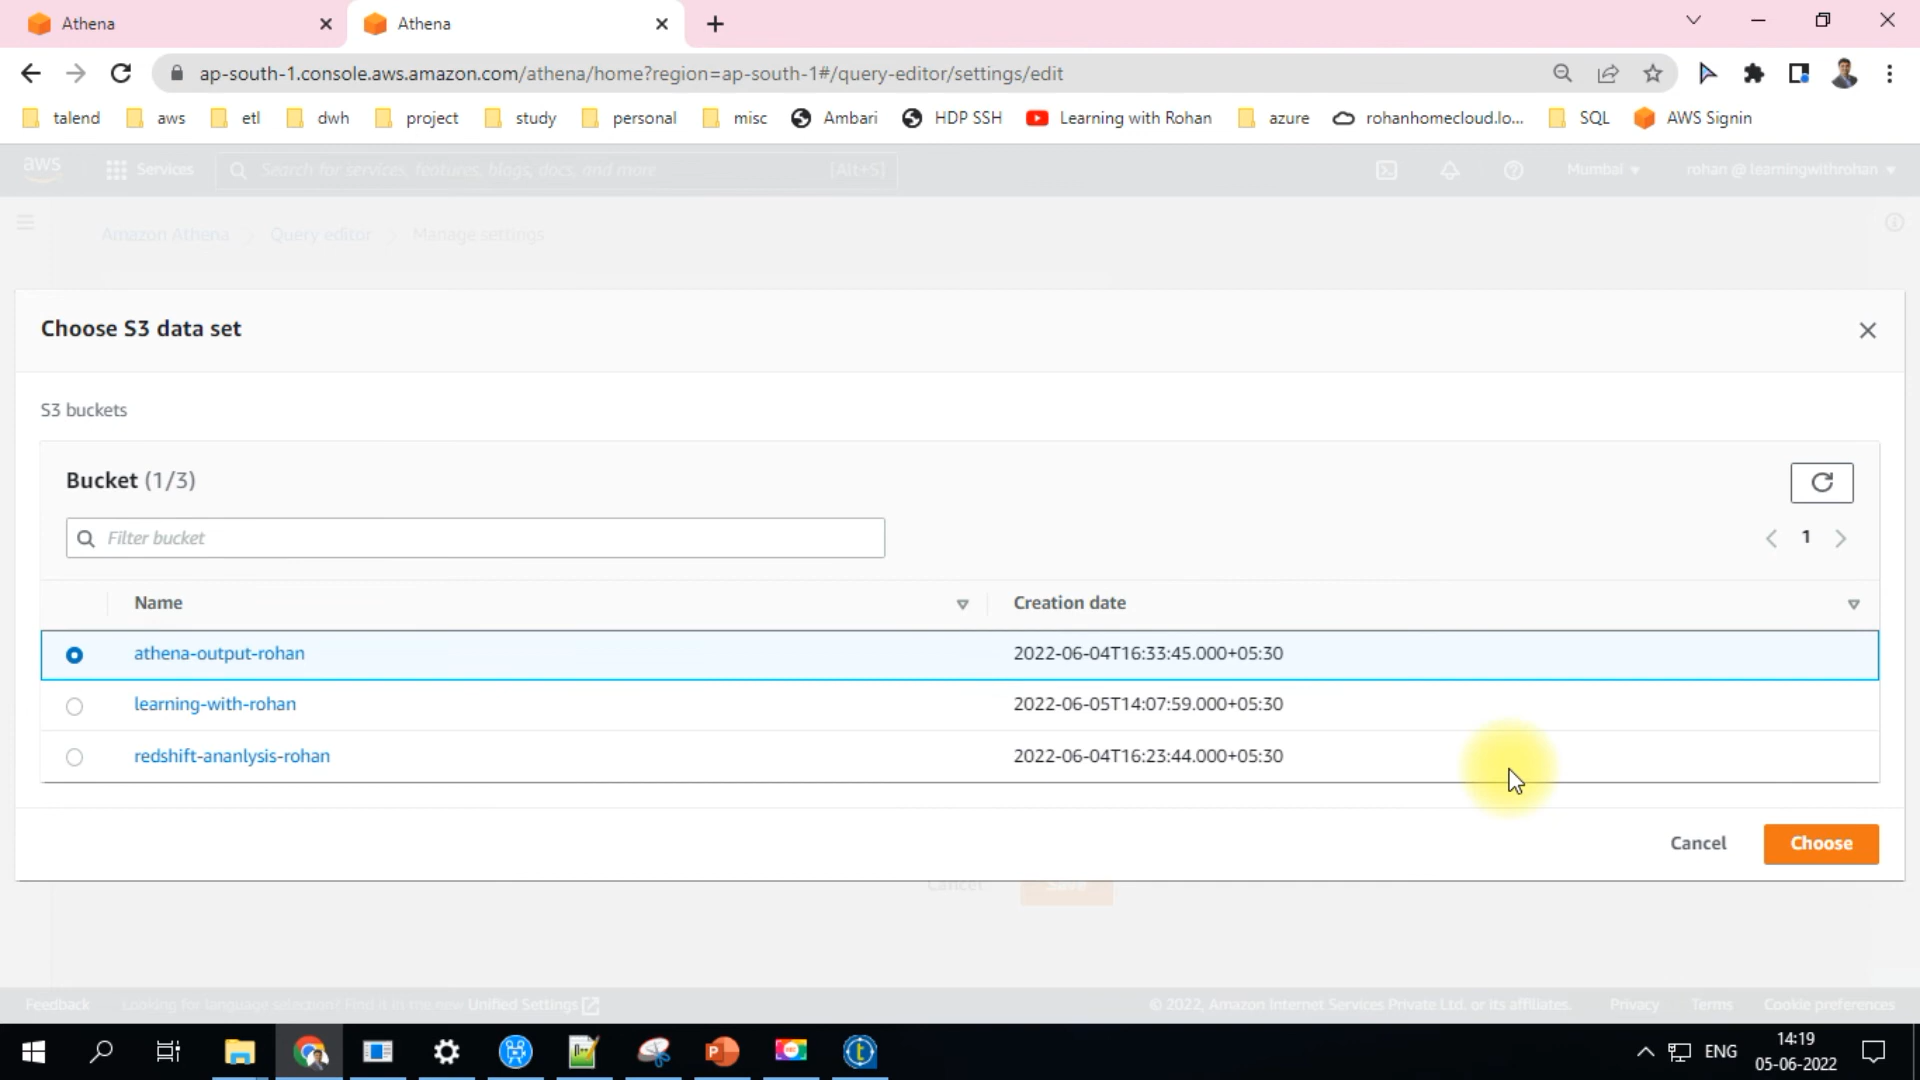 Athena
Athena
ap-south-1.console.aws.amazon.com/athena/home?region=ap-south-1#/query-editor/settings/edit
talend aws etl dwh project study personal misc Ambari HDP SSH Learning with Rohan azure rohanhomecloud.lo... SQL AWS Signin
aws Services Search for services, features, blogs, docs, and more [Alt+S] Mumbai rohan @ learningwithrohan
Amazon Athena Query editor Manage settings
Choose S3 data set
S3 buckets
Bucket (1/3)
Filter bucket
1
Name Creation date
athena-output-rohan 2022-06-04T16:33:45.000+05:30
learning-with-rohan 2022-06-05T14:07:59.000+05:30
redshift-ananlysis-rohan 2022-06-04T16:23:44.000+05:30
Cancel Choose
Cancel Save
Feedback Looking for language selection? Find it in the new Unified Settings © 2022, Amazon Internet Services Private Ltd. or its affiliates. Privacy Terms Cookie preferences
ENG 14:19
05-06-2022